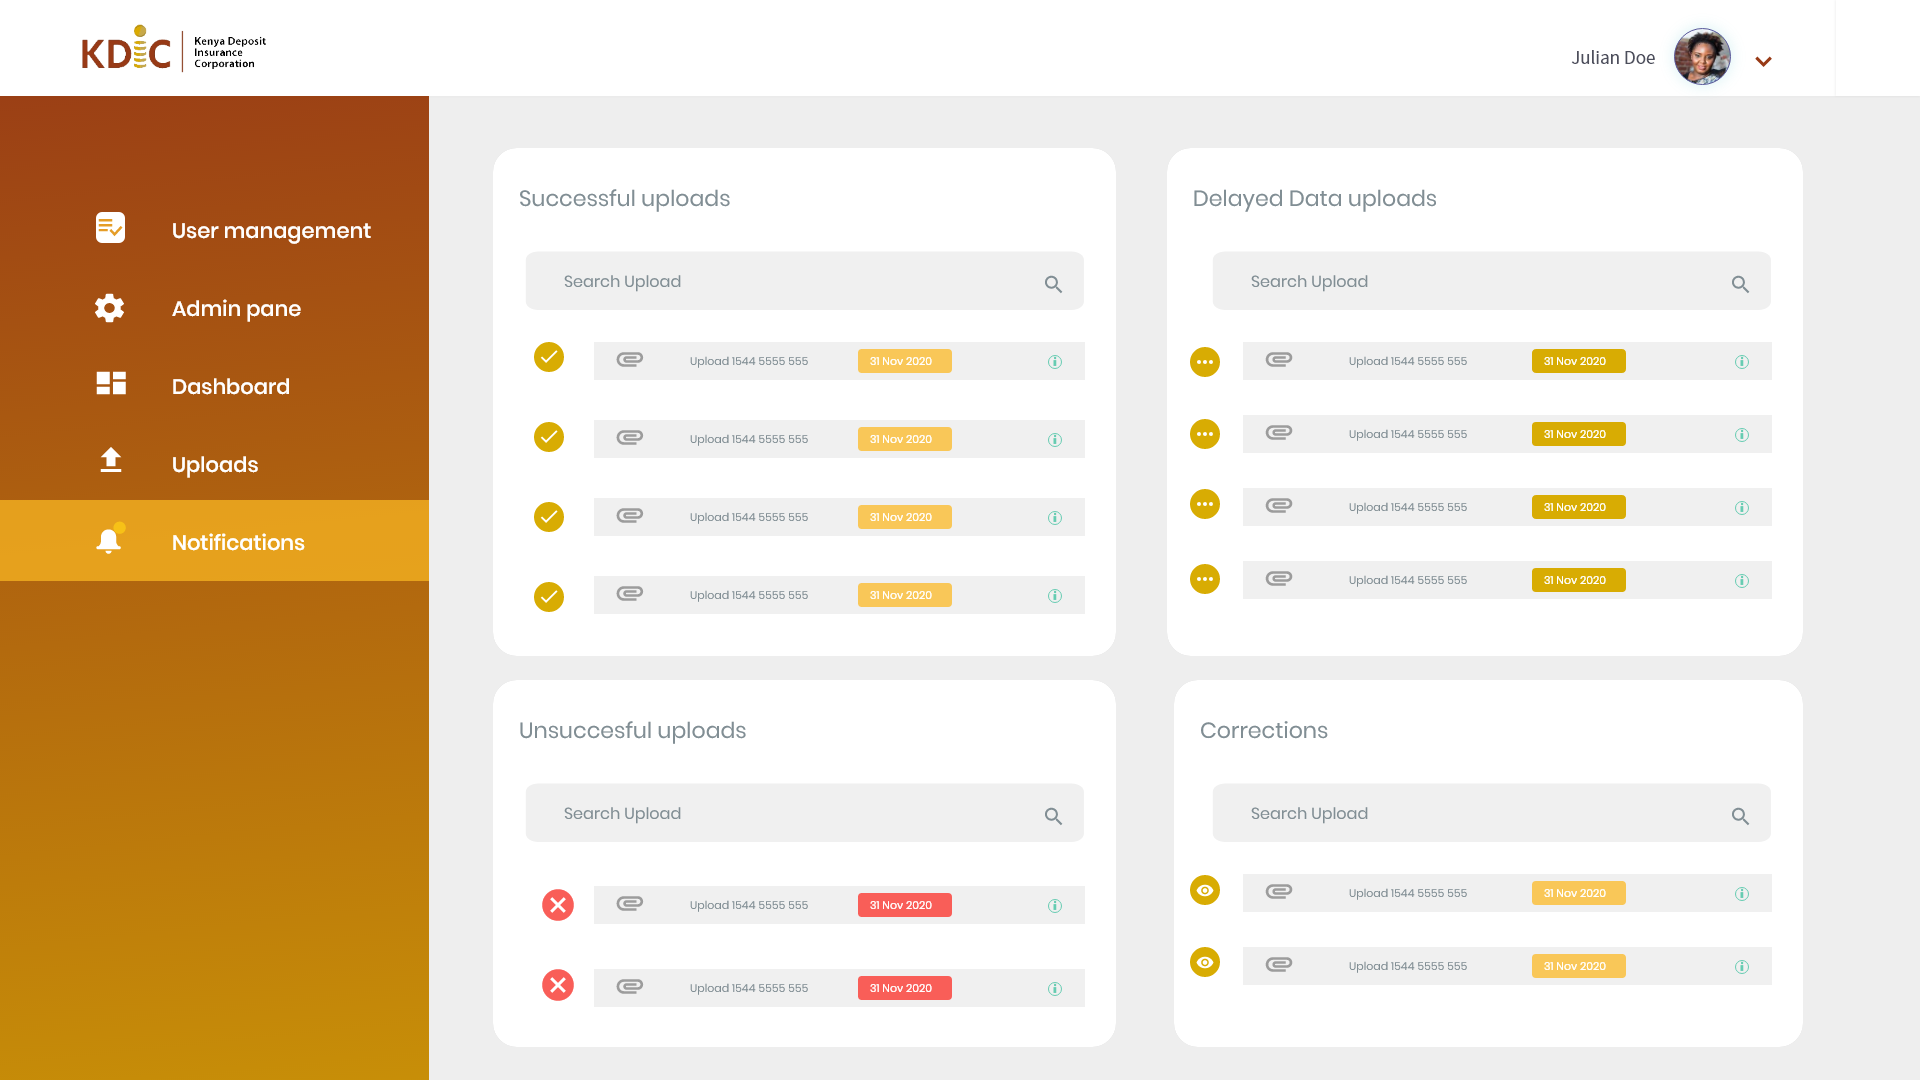 KDIC
Kenya Deposit
Insurance
Corporation
Julian Doe
User management
Admin pane
Dashboard
Uploads
Notifications
Successful uploads
Search Upload
Upload 1544 5555 555 31 Nov 2020
Upload 1544 5555 555 31 Nov 2020
Upload 1544 5555 555 31 Nov 2020
Upload 1544 5555 555 31 Nov 2020
Delayed Data uploads
Search Upload
Upload 1544 5555 555 31 Nov 2020
Upload 1544 5555 555 31 Nov 2020
Upload 1544 5555 555 31 Nov 2020
Upload 1544 5555 555 31 Nov 2020
Unsuccesful uploads
Search Upload
Upload 1544 5555 555 31 Nov 2020
Upload 1544 5555 555 31 Nov 2020
Corrections
Search Upload
Upload 1544 5555 555 31 Nov 2020
Upload 1544 5555 555 31 Nov 2020